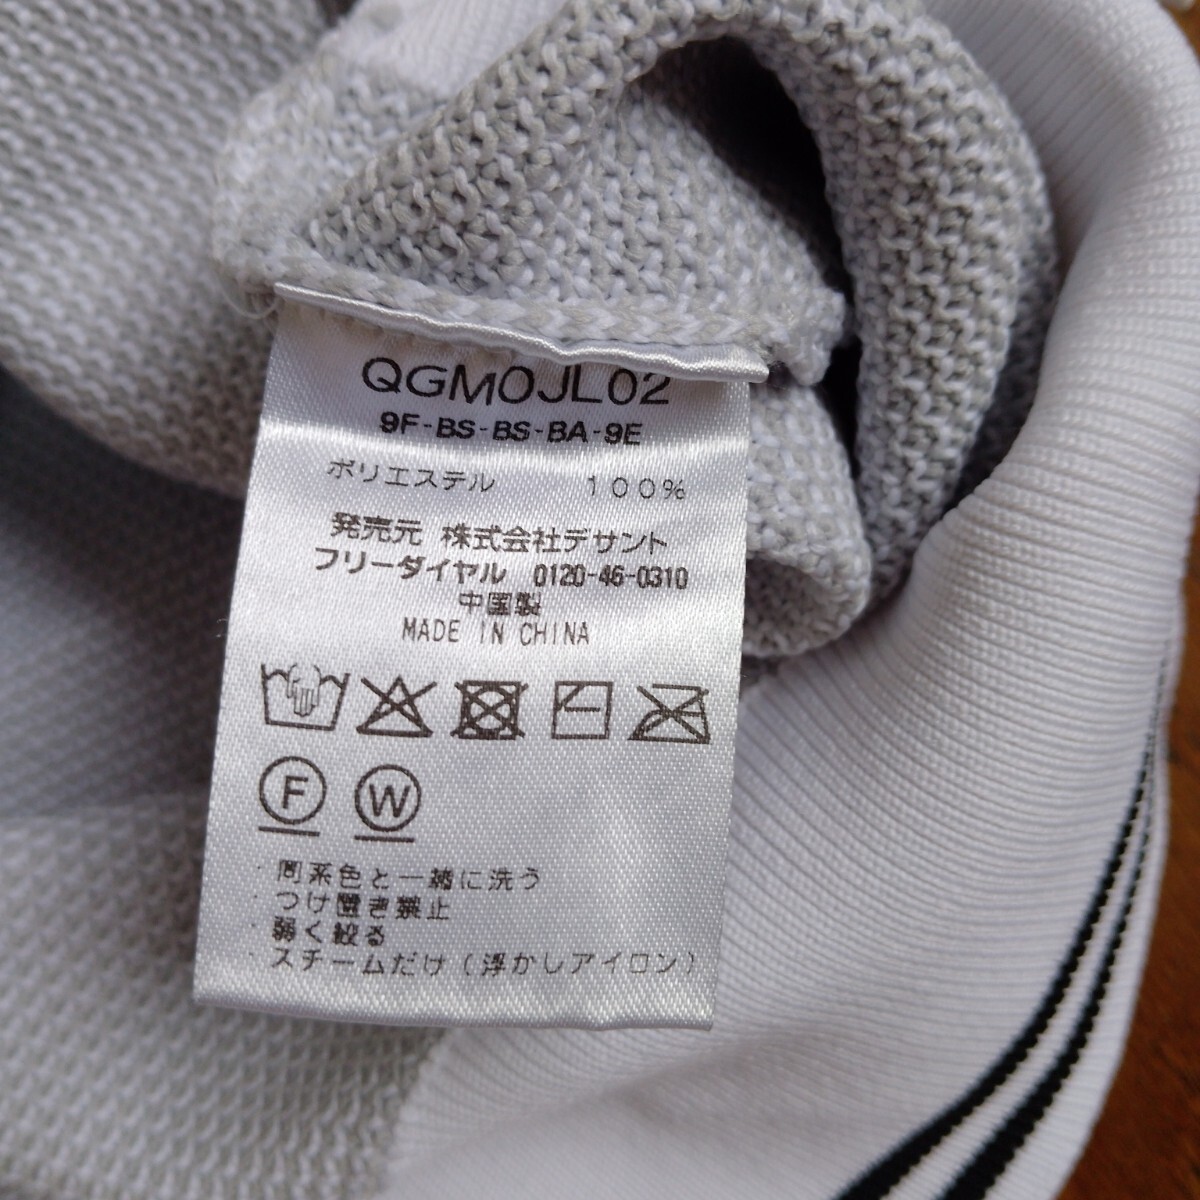 QGMOJL02
9F-BS-BS-BA-9E
ポリエステル 100%
発売元 株式会社デサント
フリーダイヤル 0120-46-0310
中国製
MADE IN CHINA
F W
・同系色と一緒に洗う
・つけ置き禁止
・弱く絞る
・スチームだけ(浮かしアイロン)